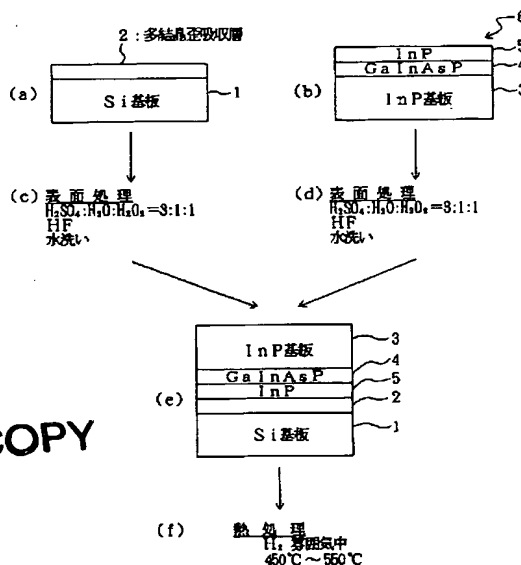 2：多結晶歪吸収層
(a)
Si基板
1
6
(b)
InP
GaInAsP
InP基板
5
4
3
(c) 表面処理
H₂SO₄:H₂O:H₂O₂=3:1:1
HF
水洗い
(d) 表面処理
H₂SO₄:H₂O:H₂O₂=3:1:1
HF
水洗い
(e)
InP基板
GaInAsP
InP
Si基板
3
4
5
2
1
COPY
(f) 熱処理
H₂ 雰囲気中
450℃～550℃